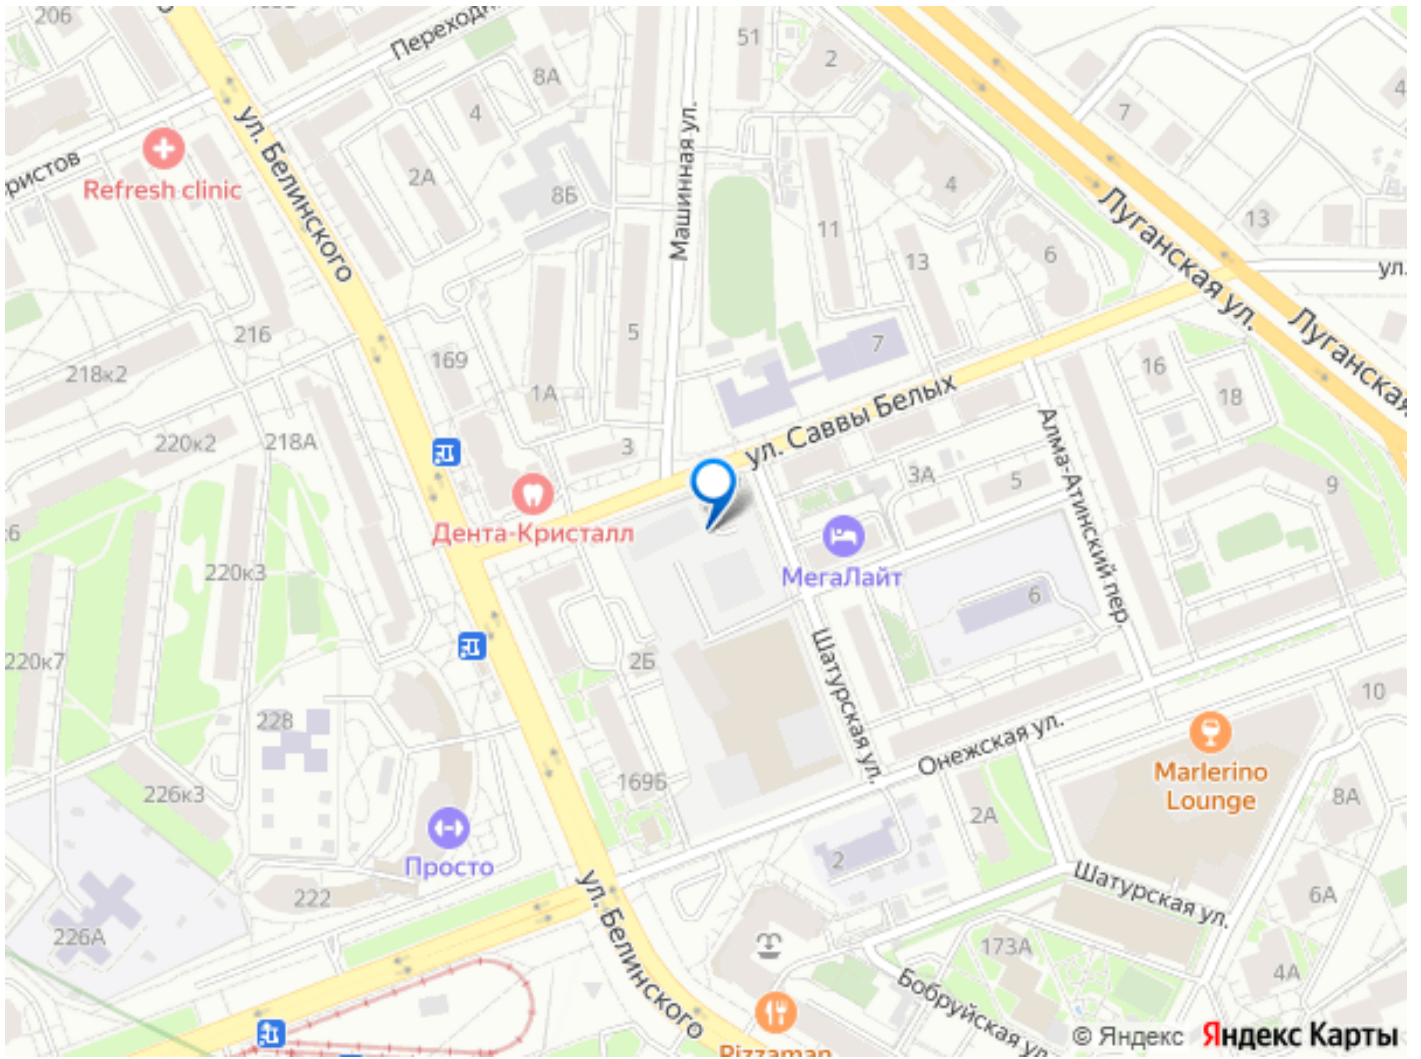 206
Переходн
51
2
8А
4
7
4
ул. Белинского
Машинная ул.
Refresh clinic
2А
8Б
4
11
13
13
6
Луганская ул.
ул.
Луганская
216
5
7
218к2
169
16
18
1А
ул. Саввы Белых
Алма-Атинский пер.
220к2
218А
3
3А
5
9
Дента-Кристалл
МегаЛайт
220к3
6
220к7
2Б
Шатурская ул.
10
228
Онежская ул.
Marlerino
Lounge
226к3
169Б
8А
2А
Просто
2
222
Шатурская ул.
6А
ул. Белинского
226А
173А
4А
Бобруйская ул.
Pizzaman
© Яндекс Яндекс Карты